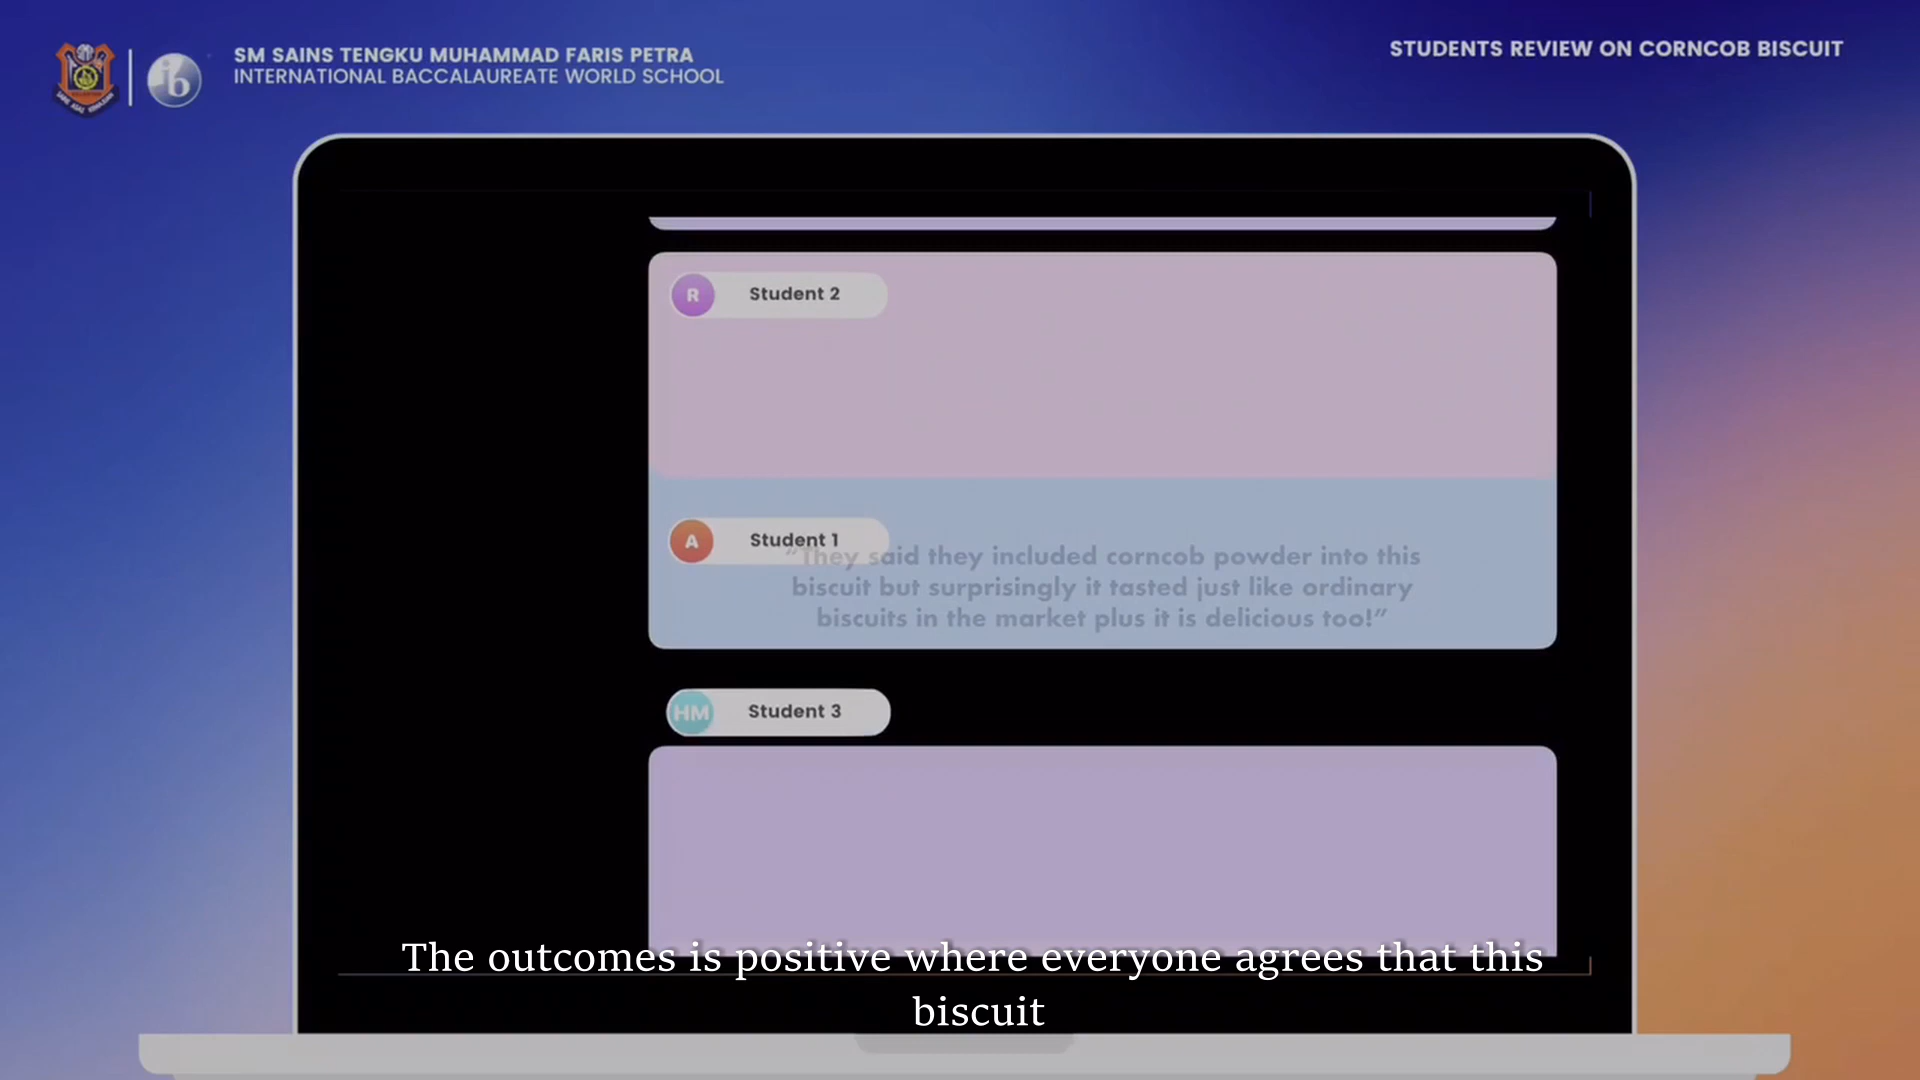 SM SAINS TENGKU MUHAMMAD FARIS PETRA
INTERNATIONAL BACCALAUREATE WORLD SCHOOL
ib
STUDENTS REVIEW ON CORNCOB BISCUIT
R
Student 2
A
Student 1
“They said they included corncob powder into this
biscuit but surprisingly it tasted just like ordinary
biscuits in the market plus it is delicious too!”
HM
Student 3
The outcomes is positive where everyone agrees that this
biscuit